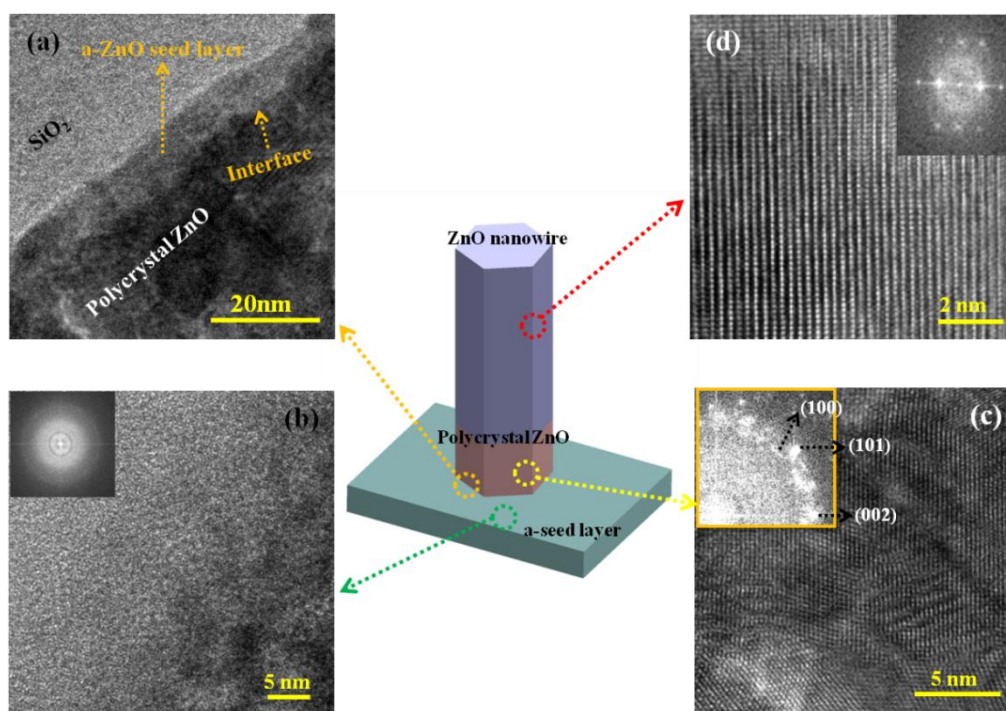 (a)
a-ZnO seed layer
SiO₂
Interface
Polycrystal ZnO
20nm
(d)
2 nm
ZnO nanowire
Polycrystal ZnO
a-seed layer
(b)
5 nm
(c)
(100)
(101)
(002)
5 nm